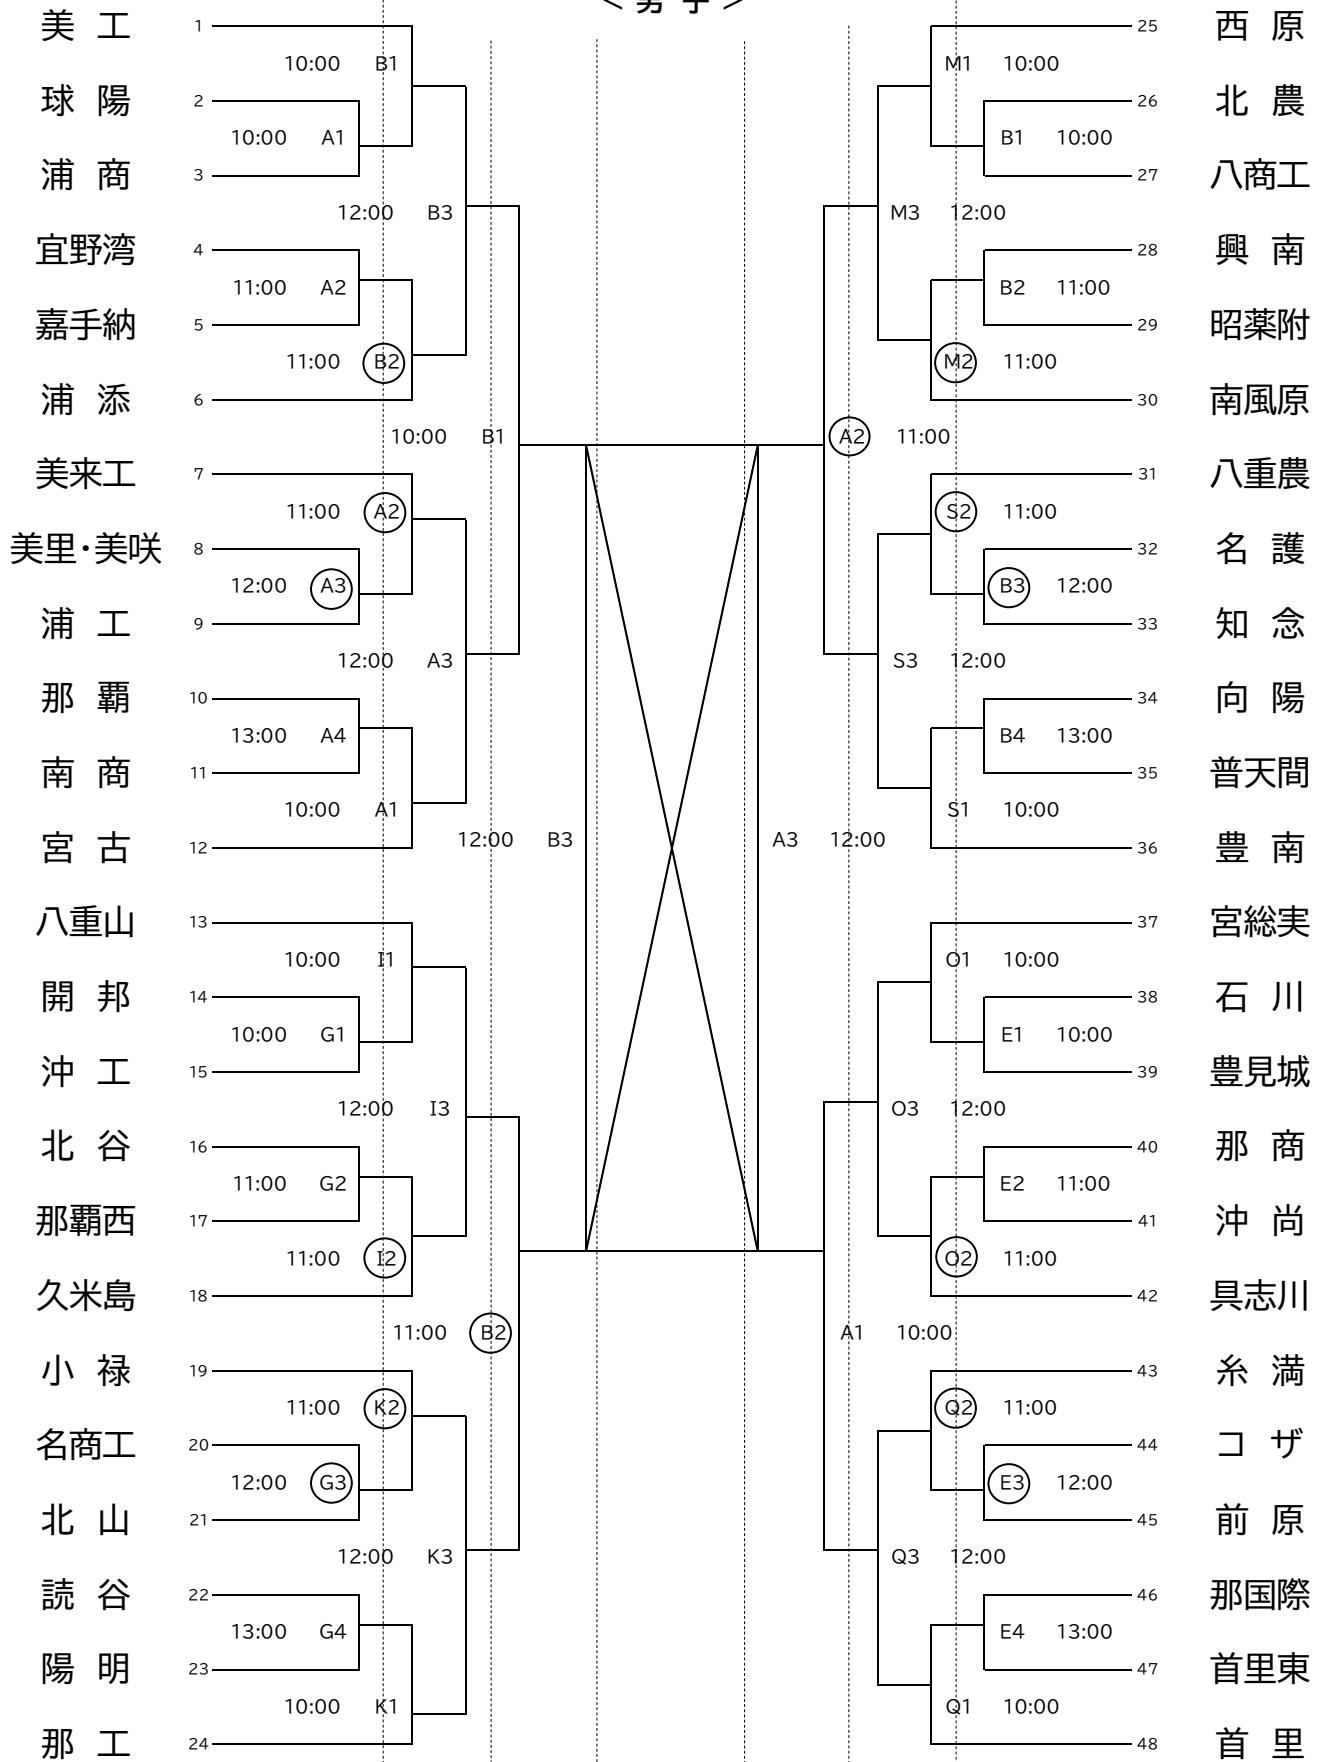 ＜ 男 子 ＞
美 工 1 25 西 原
10:00 B1 M1 10:00
球 陽 2 26 北 農
10:00 A1 B1 10:00
浦 商 3 27 八商工
12:00 B3 M3 12:00
宜野湾 4 28 興 南
11:00 A2 B2 11:00
嘉手納 5 29 昭薬附
11:00 B2 M2 11:00
浦 添 6 30 南風原
10:00 B1 A2 11:00
美来工 7 31 八重農
11:00 A2 S2 11:00
美里・美咲 8 32 名 護
12:00 A3 B3 12:00
浦 工 9 33 知 念
12:00 A3 S3 12:00
那 覇 10 34 向 陽
13:00 A4 B4 13:00
南 商 11 35 普天間
10:00 A1 S1 10:00
12:00 B3 A3 12:00
宮 古 12 36 豊 南
八重山 13 37 宮総実
10:00 I1 O1 10:00
開 邦 14 38 石 川
10:00 G1 E1 10:00
沖 工 15 39 豊見城
12:00 I3 O3 12:00
北 谷 16 40 那 商
11:00 G2 E2 11:00
那覇西 17 41 沖 尚
11:00 I2 O2 11:00
久米島 18 42 具志川
11:00 B2 A1 10:00
小 禄 19 43 糸 満
11:00 K2 Q2 11:00
名商工 20 44 コ ザ
12:00 G3 E3 12:00
北 山 21 45 前 原
12:00 K3 Q3 12:00
読 谷 22 46 那国際
13:00 G4 E4 13:00
陽 明 23 47 首里東
10:00 K1 Q1 10:00
那 工 24 48 首 里